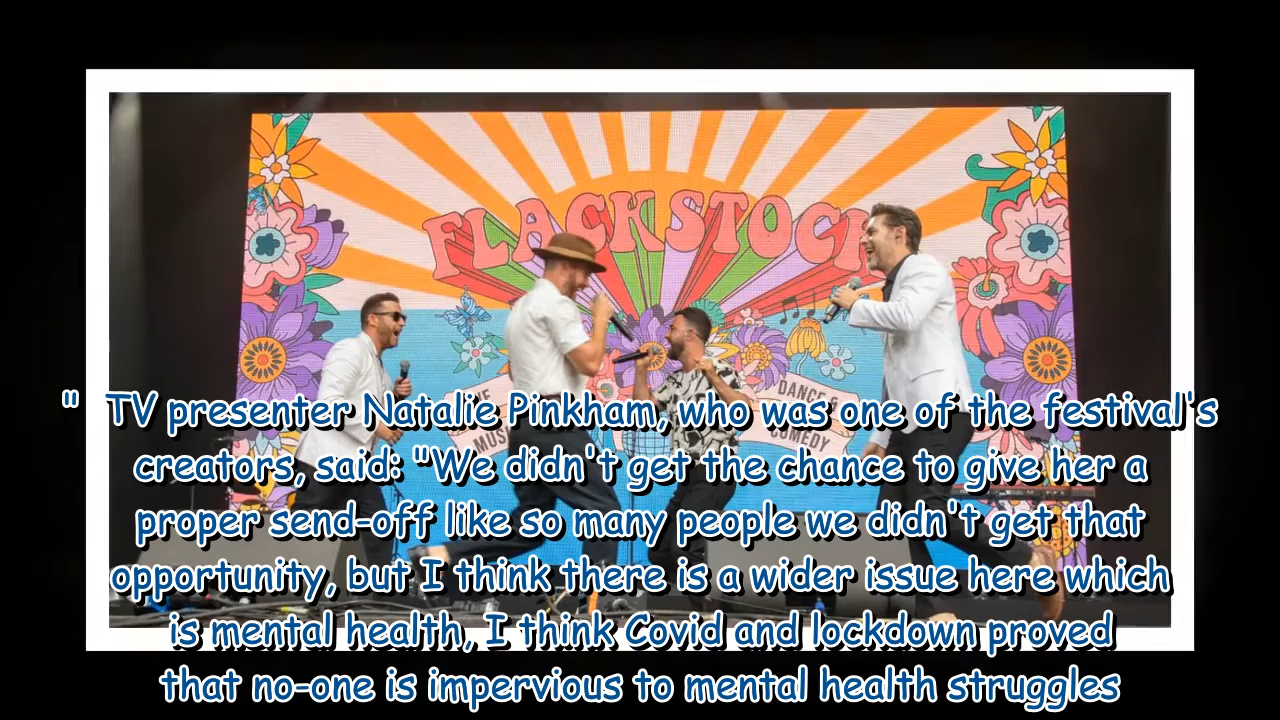 FLACKSTOCK
DANCE &
COMEDY
" TV presenter Natalie Pinkham, who was one of the festival's
creators, said: "We didn't get the chance to give her a
proper send-off like so many people we didn't get that
opportunity, but I think there is a wider issue here which
is mental health, I think Covid and lockdown proved
that no-one is impervious to mental health struggles